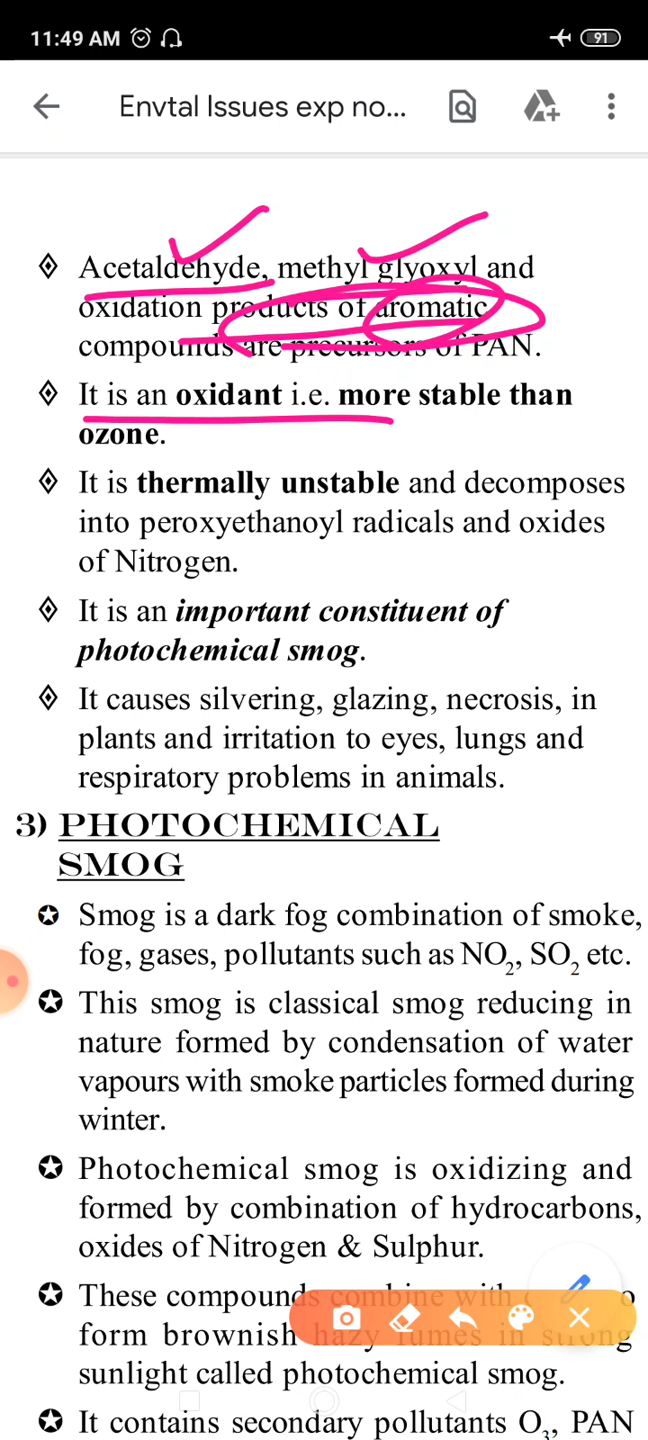 11:49 AM
91
Envtal Issues exp no...
Acetaldehyde, methyl glyoxyl and
oxidation products of aromatic
compounds are precursors of PAN.
It is an oxidant i.e. more stable than
ozone.
It is thermally unstable and decomposes
into peroxyethanoyl radicals and oxides
of Nitrogen.
It is an important constituent of
photochemical smog.
It causes silvering, glazing, necrosis, in
plants and irritation to eyes, lungs and
respiratory problems in animals.
3) PHOTOCHEMICAL
SMOG
Smog is a dark fog combination of smoke,
fog, gases, pollutants such as NO₂, SO₂ etc.
This smog is classical smog reducing in
nature formed by condensation of water
vapours with smoke particles formed during
winter.
Photochemical smog is oxidizing and
formed by combination of hydrocarbons,
oxides of Nitrogen & Sulphur.
These compounds combine with
form brownish hazy fumes in strong
sunlight called photochemical smog.
It contains secondary pollutants O₃, PAN